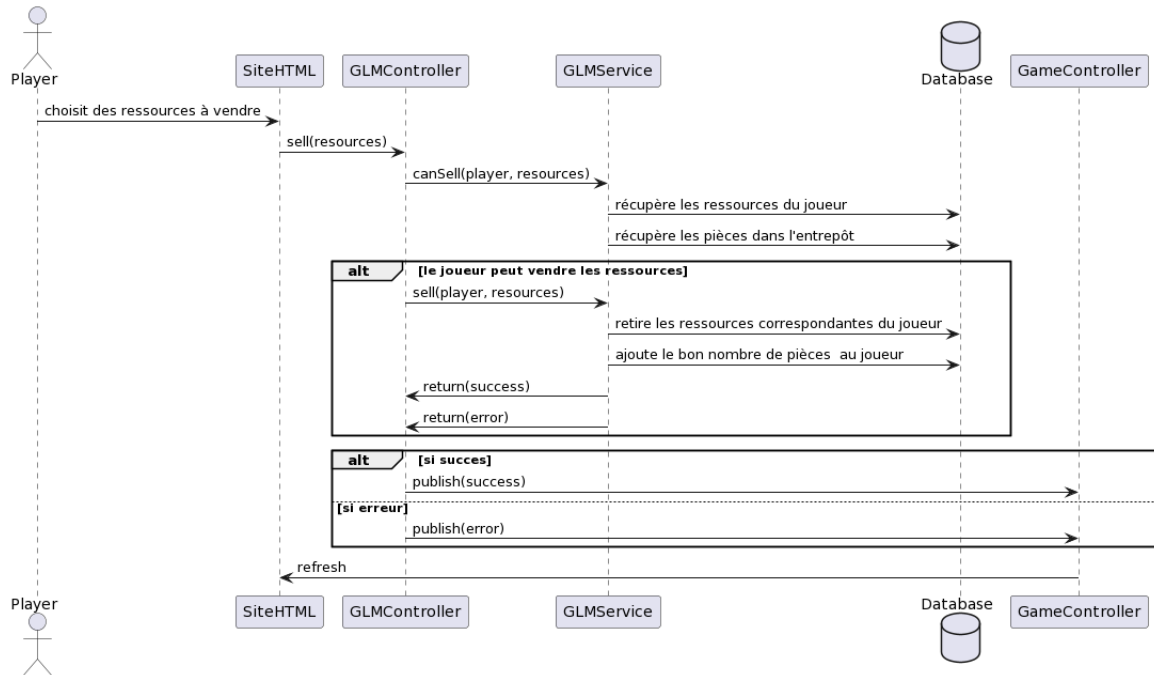 Player
SiteHTML
GLMController
GLMService
Database
GameController
choisit des ressources à vendre
sell(resources)
canSell(player, resources)
récupère les ressources du joueur
récupère les pièces dans l'entrepôt
alt [le joueur peut vendre les ressources]
sell(player, resources)
retire les ressources correspondantes du joueur
ajoute le bon nombre de pièces  au joueur
return(success)
return(error)
alt [si succes]
publish(success)
[si erreur]
publish(error)
refresh
Player
SiteHTML
GLMController
GLMService
Database
GameController